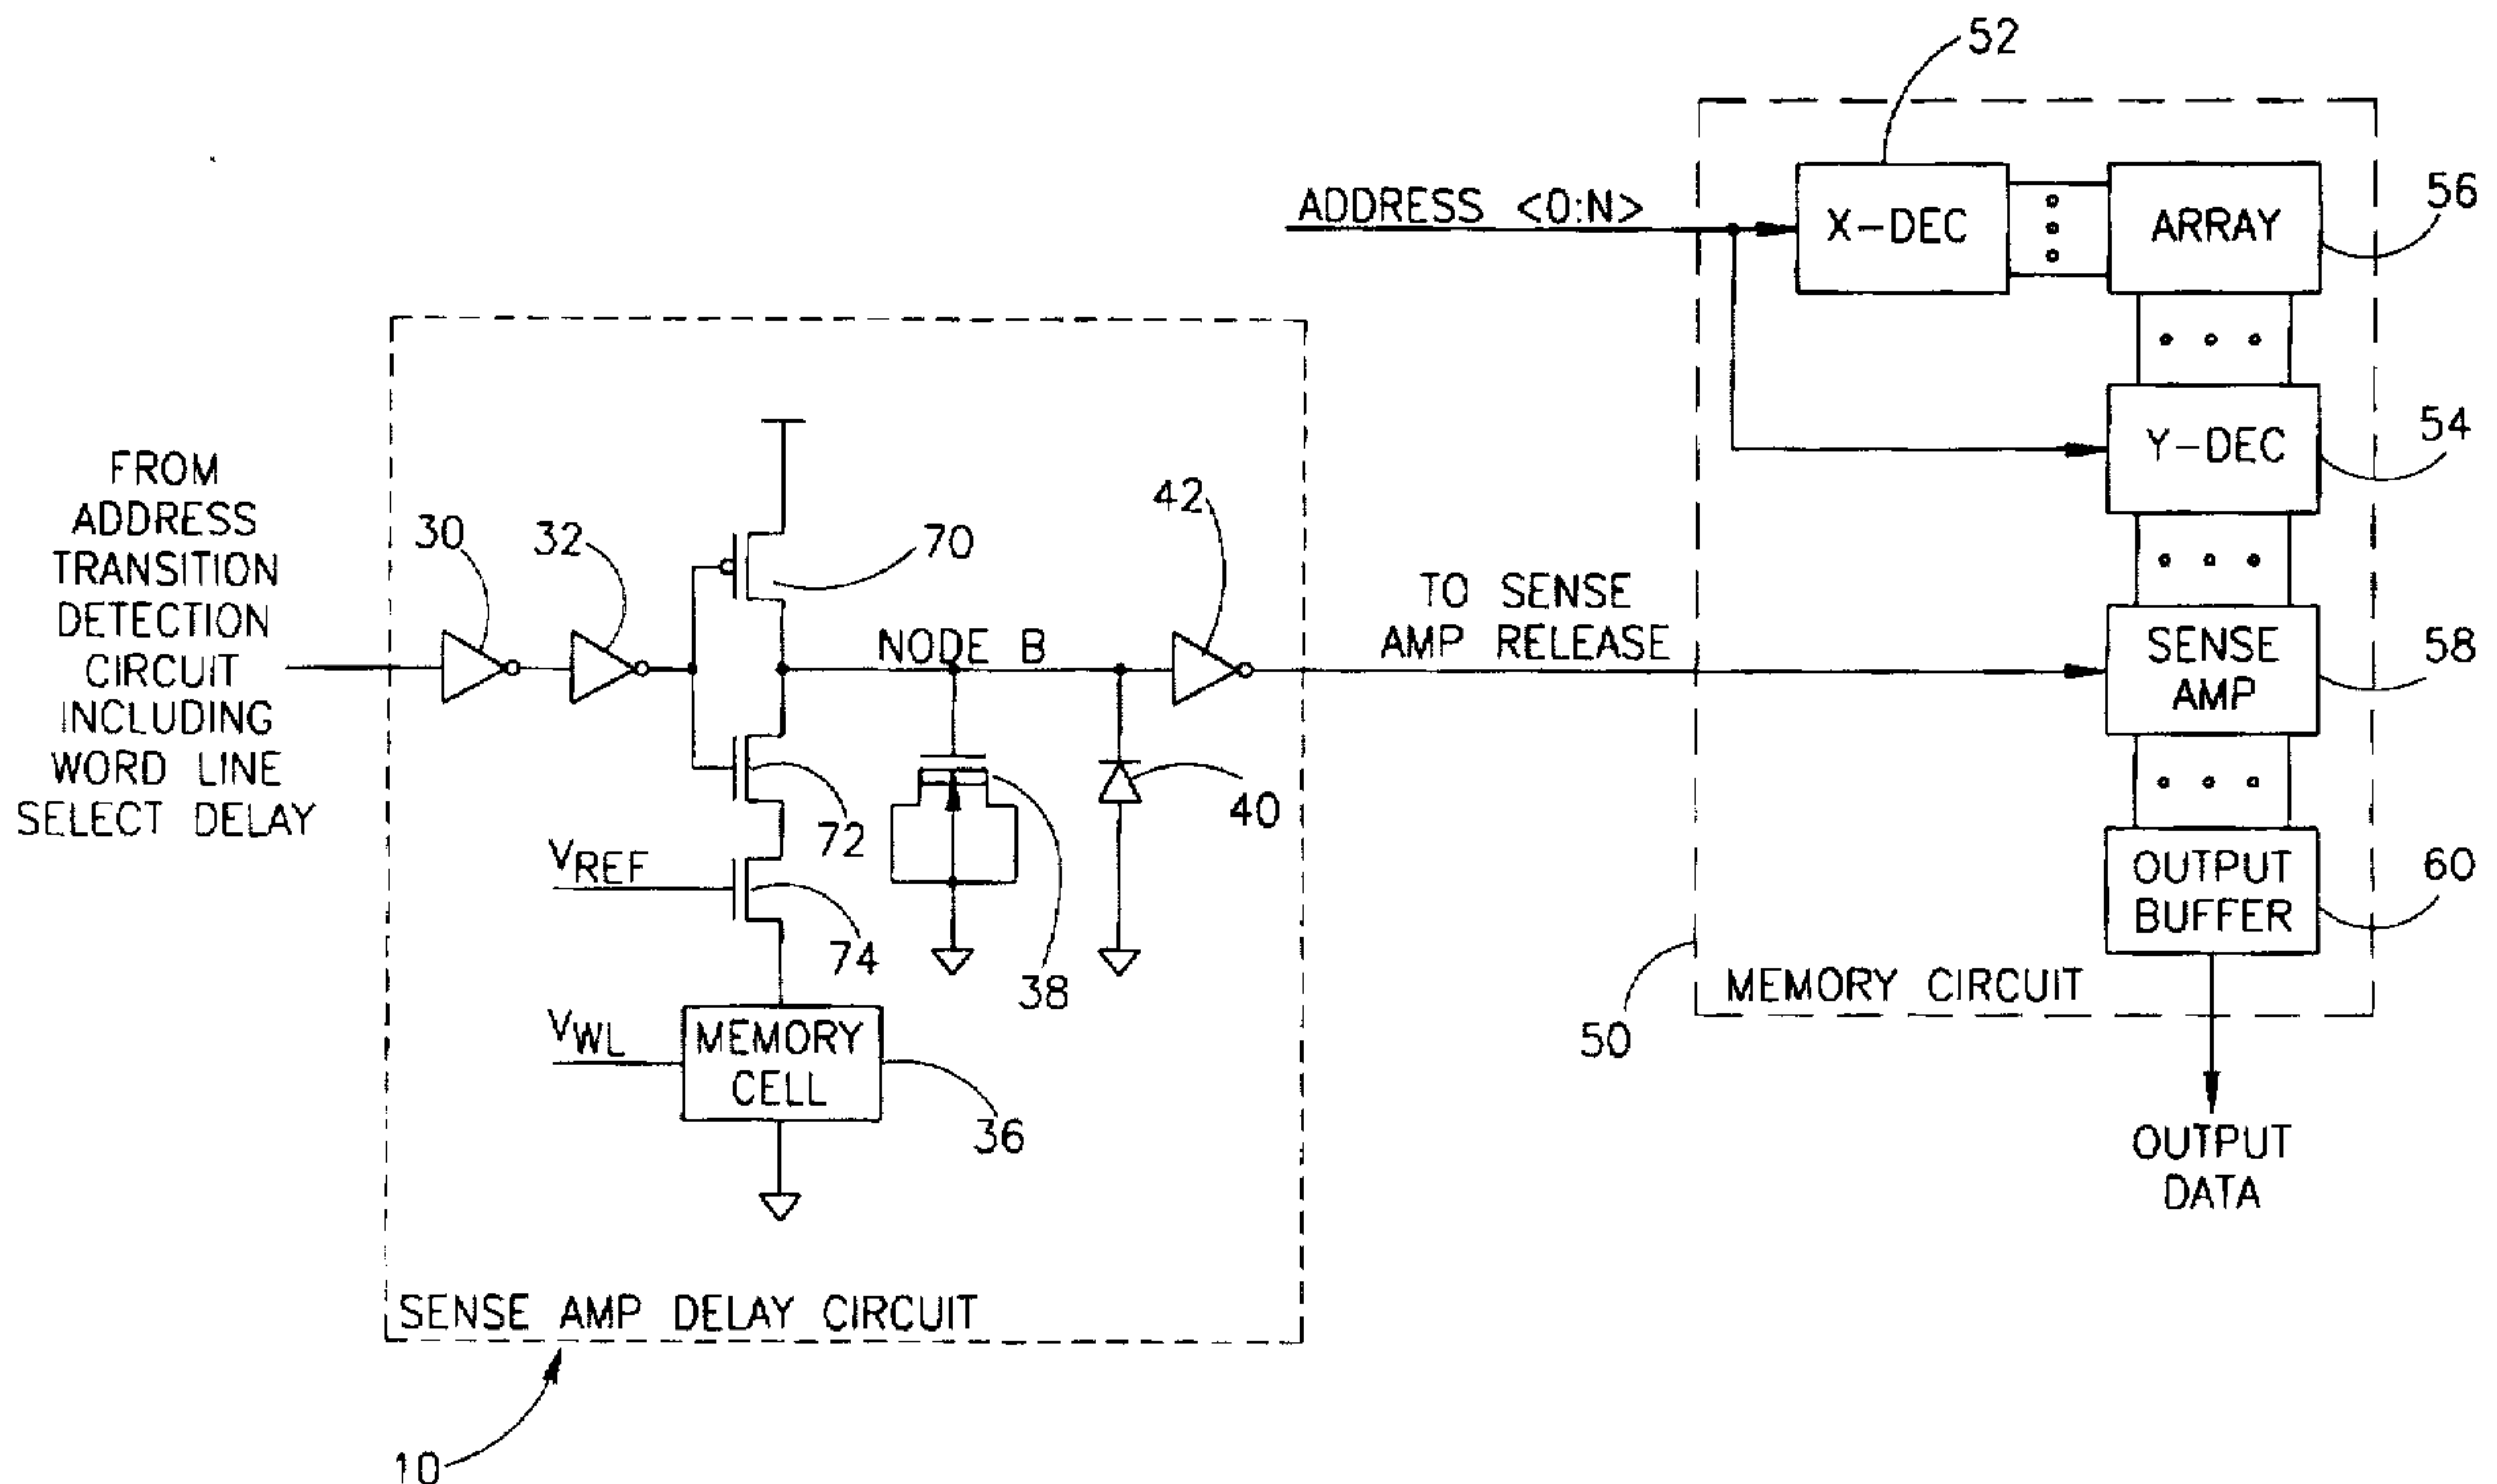 52
ADDRESS <0:N>
X-DEC
ARRAY
56
Y-DEC
54
FROM
ADDRESS
TRANSITION
DETECTION
CIRCUIT
INCLUDING
WORD LINE
SELECT DELAY
30
32
70
42
NODE B
TO SENSE
AMP RELEASE
SENSE
AMP
58
72
40
VREF
74
38
OUTPUT
BUFFER
60
VWL
MEMORY
CELL
36
50
MEMORY CIRCUIT
OUTPUT
DATA
SENSE AMP DELAY CIRCUIT
10